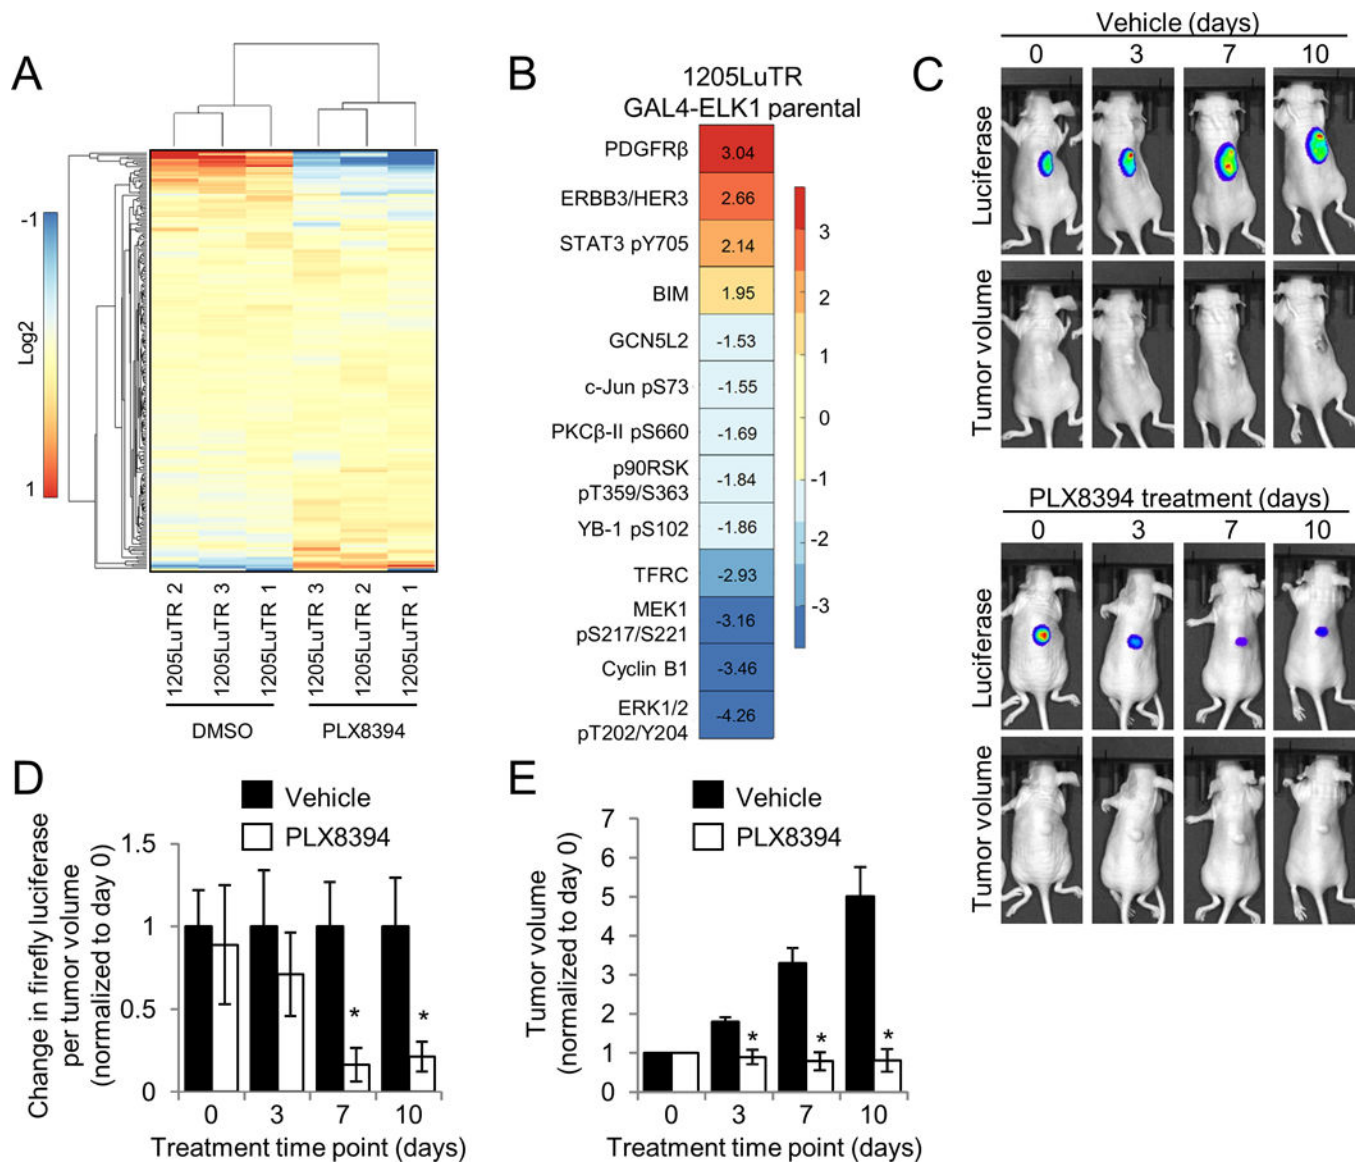 A
Log2
-1
1
1205LuTR 2
1205LuTR 3
1205LuTR 1
1205LuTR 3
1205LuTR 2
1205LuTR 1
DMSO
PLX8394
B
1205LuTR
GAL4-ELK1 parental
PDGFRβ
3.04
ERBB3/HER3
2.66
STAT3 pY705
2.14
BIM
1.95
GCN5L2
-1.53
c-Jun pS73
-1.55
PKCβ-II pS660
-1.69
p90RSK
pT359/S363
-1.84
YB-1 pS102
-1.86
TFRC
-2.93
MEK1
pS217/S221
-3.16
Cyclin B1
-3.46
ERK1/2
pT202/Y204
-4.26
3
2
1
0
-1
-2
-3
C
Vehicle (days)
0 3 7 10
Luciferase
Tumor volume
PLX8394 treatment (days)
0 3 7 10
Luciferase
Tumor volume
D
Vehicle
PLX8394
Change in firefly luciferase
per tumor volume
(normalized to day 0)
1.5
1
0.5
0
*
*
0 3 7 10
Treatment time point (days)
E
Vehicle
PLX8394
Tumor volume
(normalized to day 0)
7
6
5
4
3
2
1
0
*
*
*
0 3 7 10
Treatment time point (days)